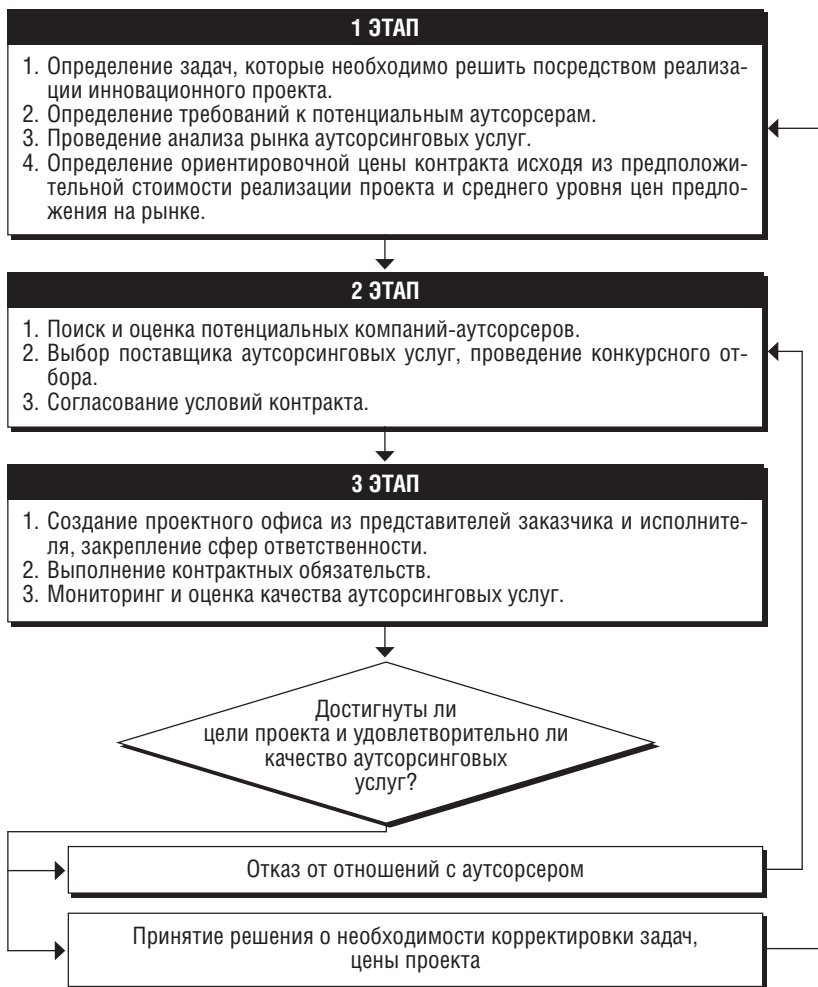 1 ЭТАП
1. Определение задач, которые необходимо решить посредством реализа-
ции инновационного проекта.
2. Определение требований к потенциальным аутсорсерам.
3. Проведение анализа рынка аутсорсинговых услуг.
4. Определение ориентировочной цены контракта исходя из предположи-
тельной стоимости реализации проекта и среднего уровня цен предло-
жения на рынке.
2 ЭТАП
1. Поиск и оценка потенциальных компаний-аутсорсеров.
2. Выбор поставщика аутсорсинговых услуг, проведение конкурсного от-
бора.
3. Согласование условий контракта.
3 ЭТАП
1. Создание проектного офиса из представителей заказчика и исполните-
ля, закрепление сфер ответственности.
2. Выполнение контрактных обязательств.
3. Мониторинг и оценка качества аутсорсинговых услуг.
Достигнуты ли
цели проекта и удовлетворительно ли
качество аутсорсинговых
услуг?
Отказ от отношений с аутсорсером
Принятие решения о необходимости корректировки задач,
цены проекта